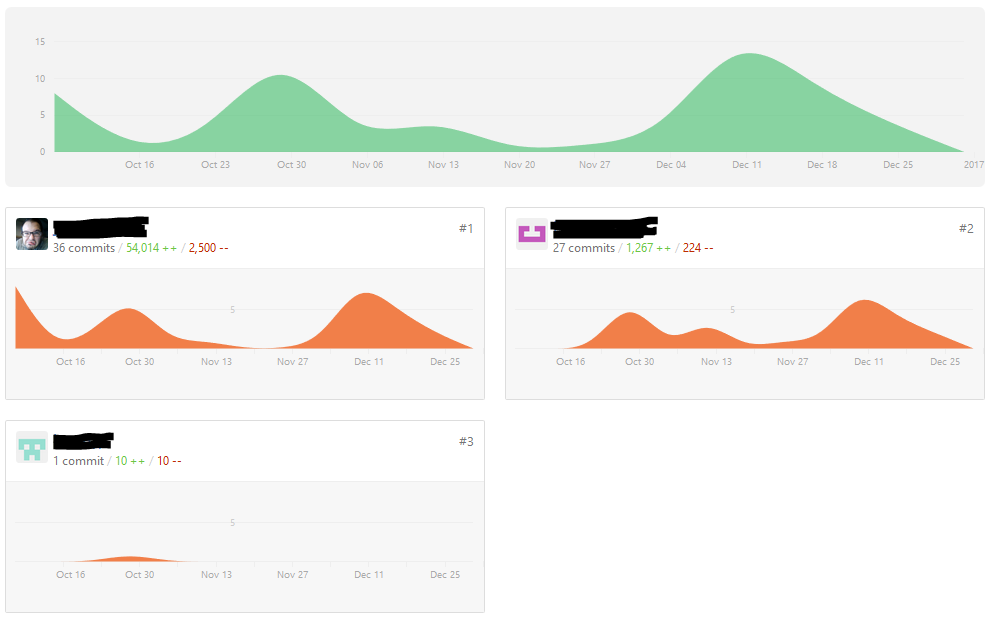 15
10
5
0
Oct 16 Oct 23 Oct 30 Nov 06 Nov 13 Nov 20 Nov 27 Dec 04 Dec 11 Dec 18 Dec 25 2017
#1
36 commits / 54,014 ++ / 2,500 --
5
Oct 16 Oct 30 Nov 13 Nov 27 Dec 11 Dec 25
#2
27 commits / 1,267 ++ / 224 --
5
Oct 16 Oct 30 Nov 13 Nov 27 Dec 11 Dec 25
#3
1 commit / 10 ++ / 10 --
5
Oct 16 Oct 30 Nov 13 Nov 27 Dec 11 Dec 25